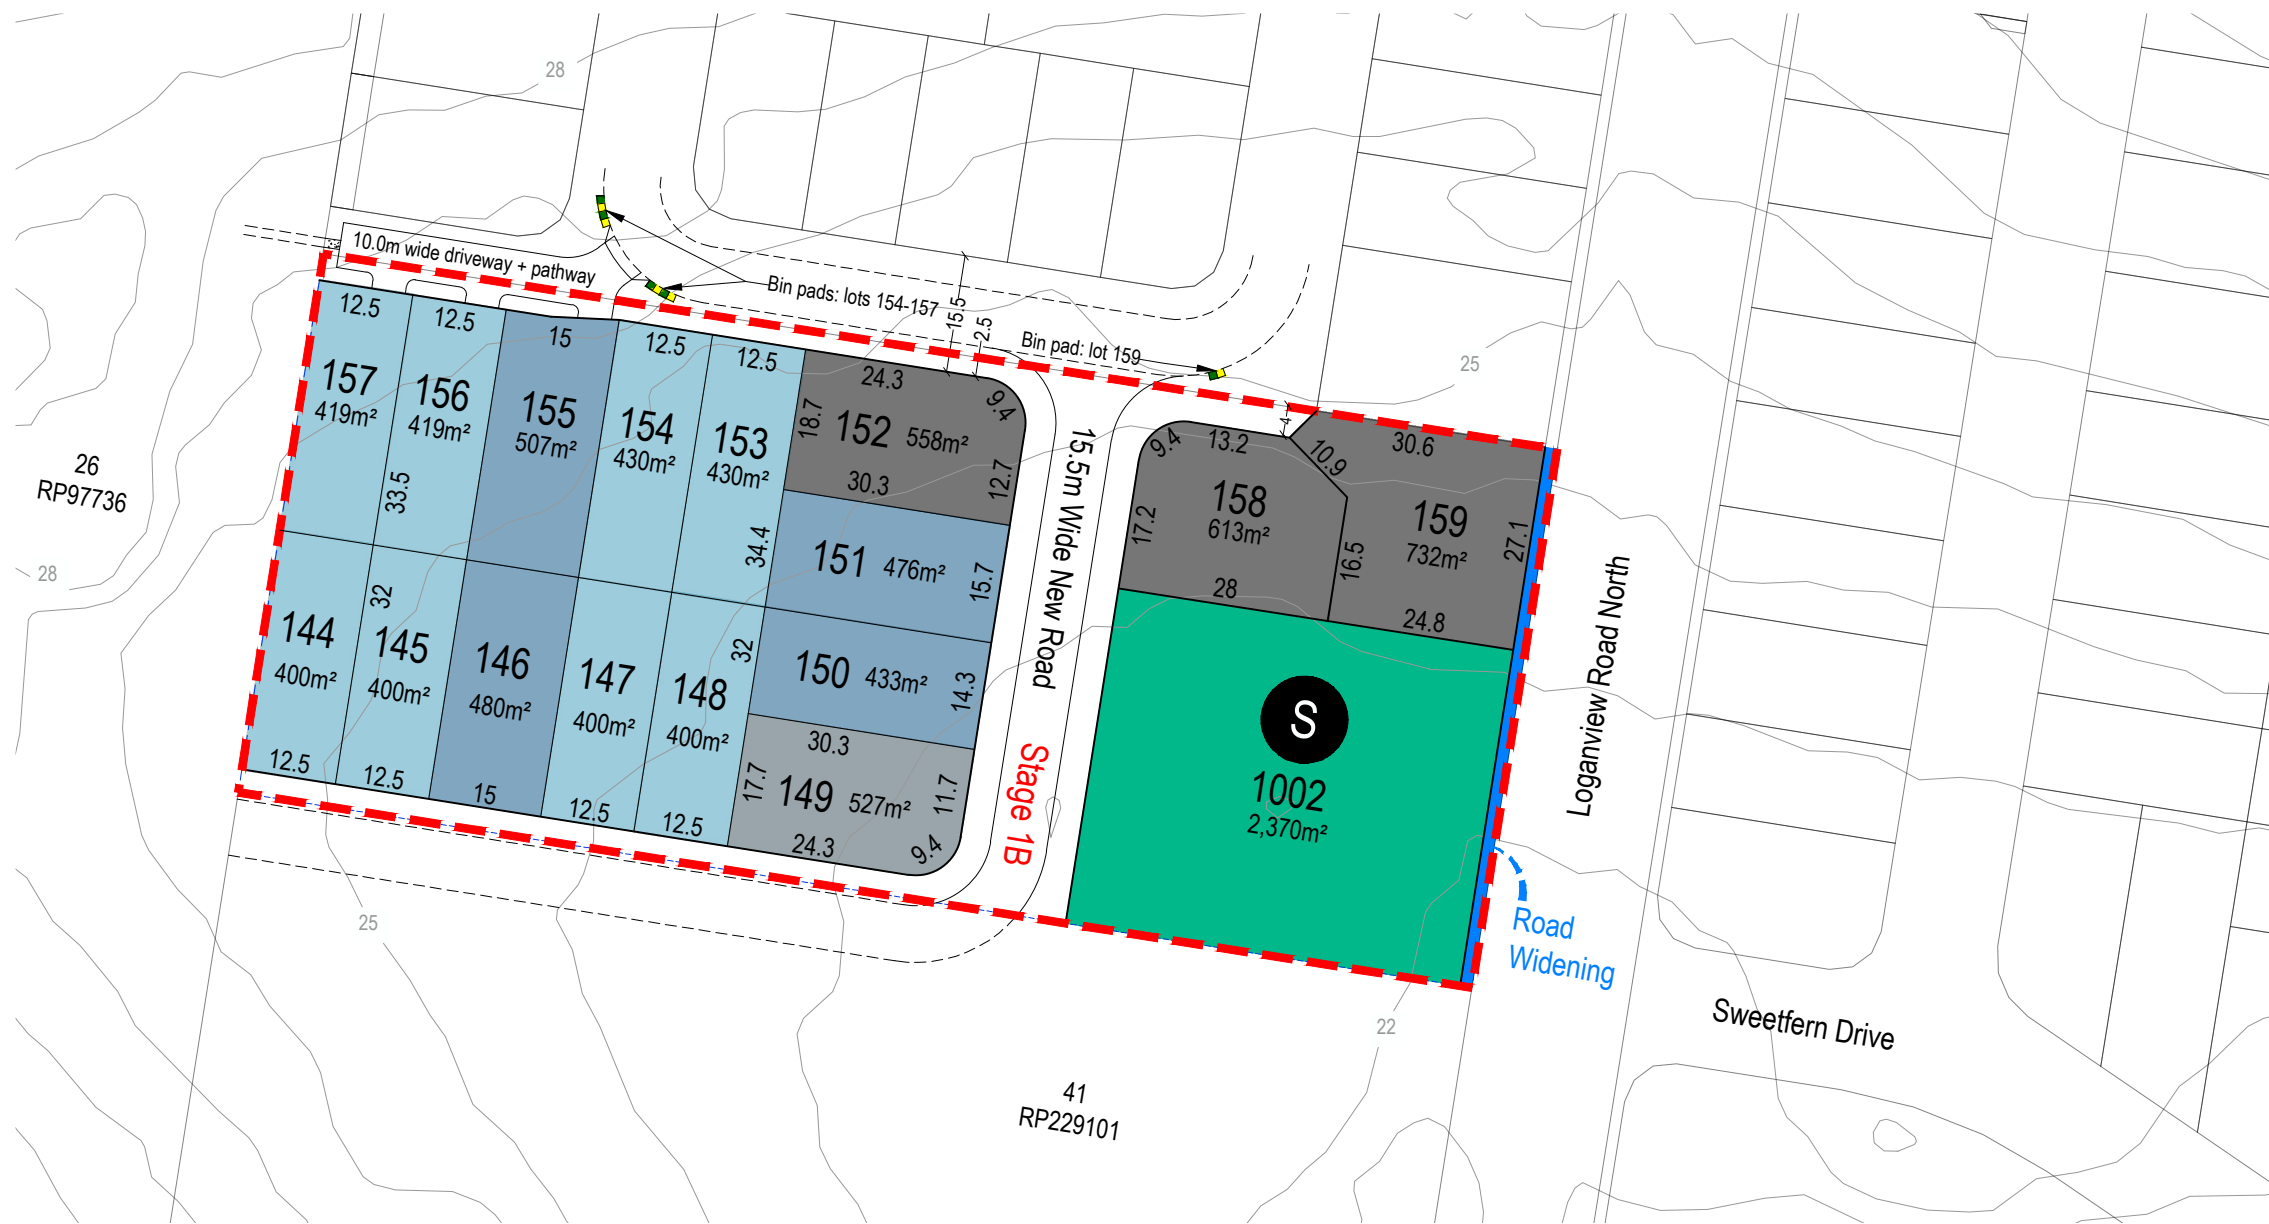 28
10.0m wide driveway + pathway
Bin pads: lots 154-157
15.5
2.5
Bin pad: lot 159
25
4
12.5
12.5
15
12.5
12.5
24.3
9.4
157
419m²
156
419m²
155
507m²
154
430m²
153
430m²
18.7
152 558m²
12.7
30.3
33.5
34.4
151 476m²
15.7
9.4
13.2
10.9
30.6
158
613m²
17.2
159
732m²
27.1
16.5
28
24.8
26
RP97736
28
32
32
144
400m²
145
400m²
146
480m²
147
400m²
148
400m²
150 433m²
14.3
30.3
17.7
149 527m²
11.7
24.3
9.4
12.5
12.5
15
12.5
12.5
15.5m Wide New Road
Stage 1B
S
1002
2,370m²
Loganview Road North
Road
Widening
25
22
Sweetfern Drive
41
RP229101